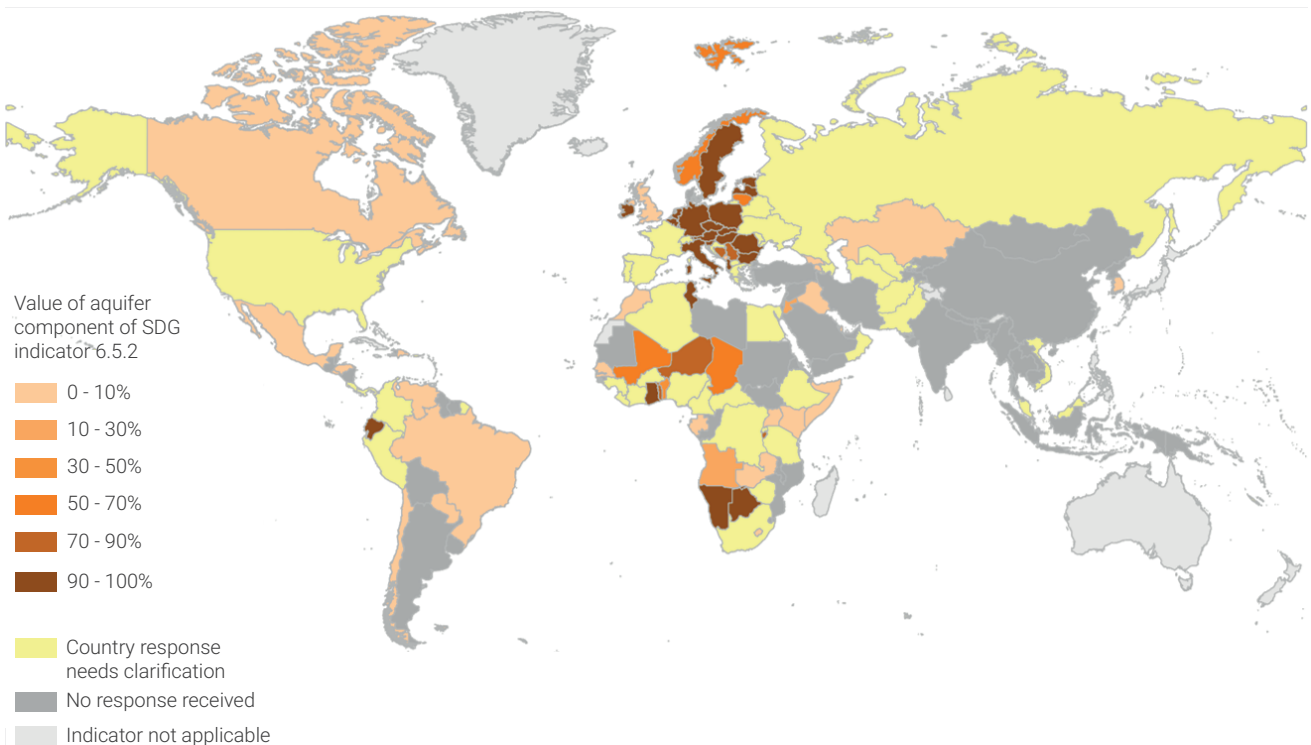 Value of aquifer
component of SDG
indicator 6.5.2
0 - 10%
10 - 30%
30 - 50%
50 - 70%
70 - 90%
90 - 100%
Country response
needs clarification
No response received
Indicator not applicable